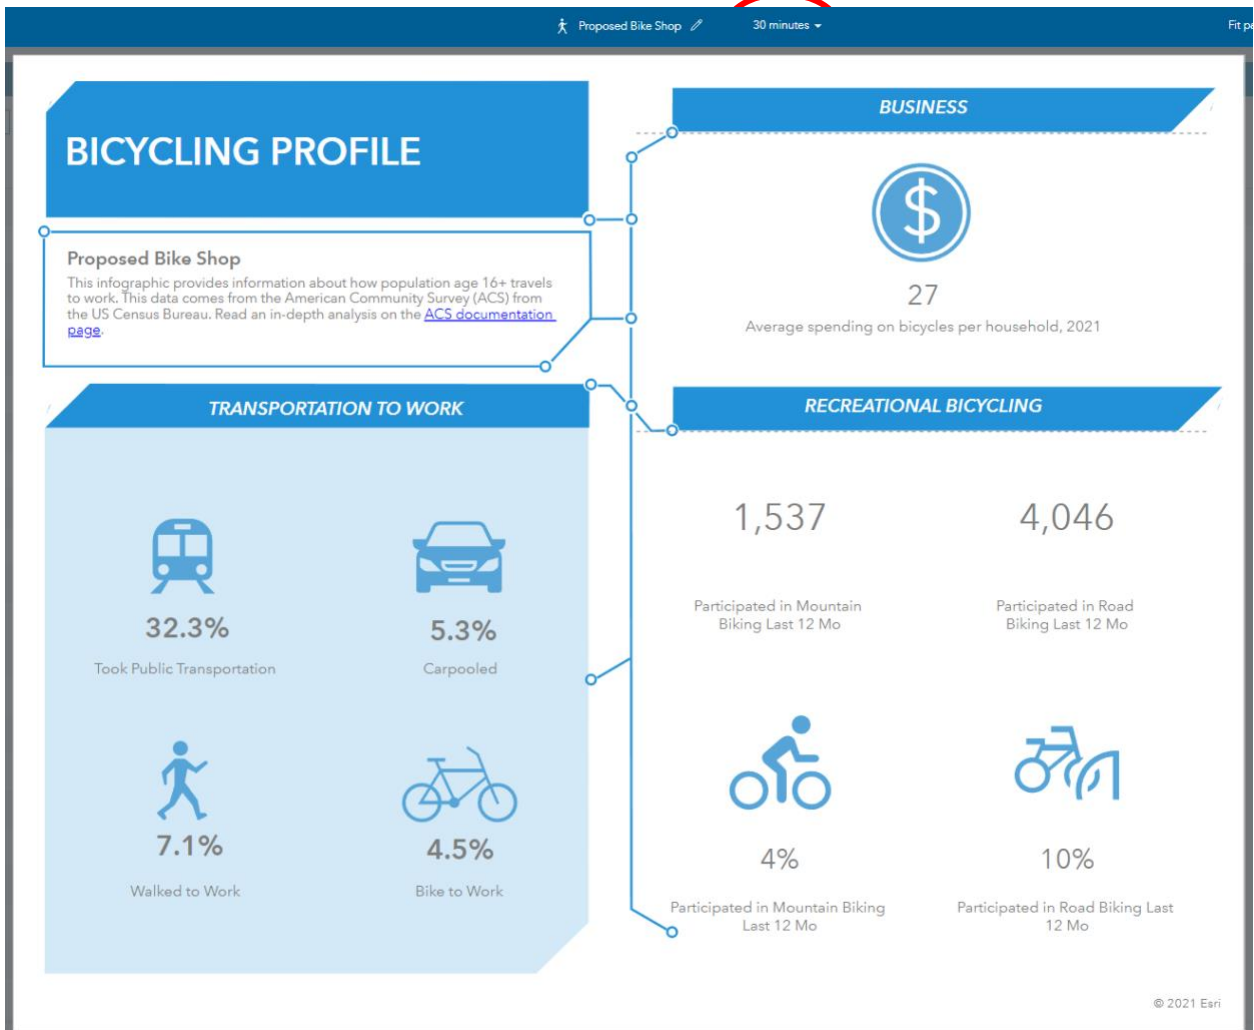 Proposed Bike Shop
30 minutes
Fit pa
BICYCLING PROFILE
Proposed Bike Shop
This infographic provides information about how population age 16+ travels
to work. This data comes from the American Community Survey (ACS) from
the US Census Bureau. Read an in-depth analysis on the ACS documentation
page.
BUSINESS
$
27
Average spending on bicycles per household, 2021
TRANSPORTATION TO WORK
32.3%
Took Public Transportation
5.3%
Carpooled
7.1%
Walked to Work
4.5%
Bike to Work
RECREATIONAL BICYCLING
1,537
Participated in Mountain
Biking Last 12 Mo
4,046
Participated in Road
Biking Last 12 Mo
4%
Participated in Mountain Biking
Last 12 Mo
10%
Participated in Road Biking Last
12 Mo
© 2021 Esri